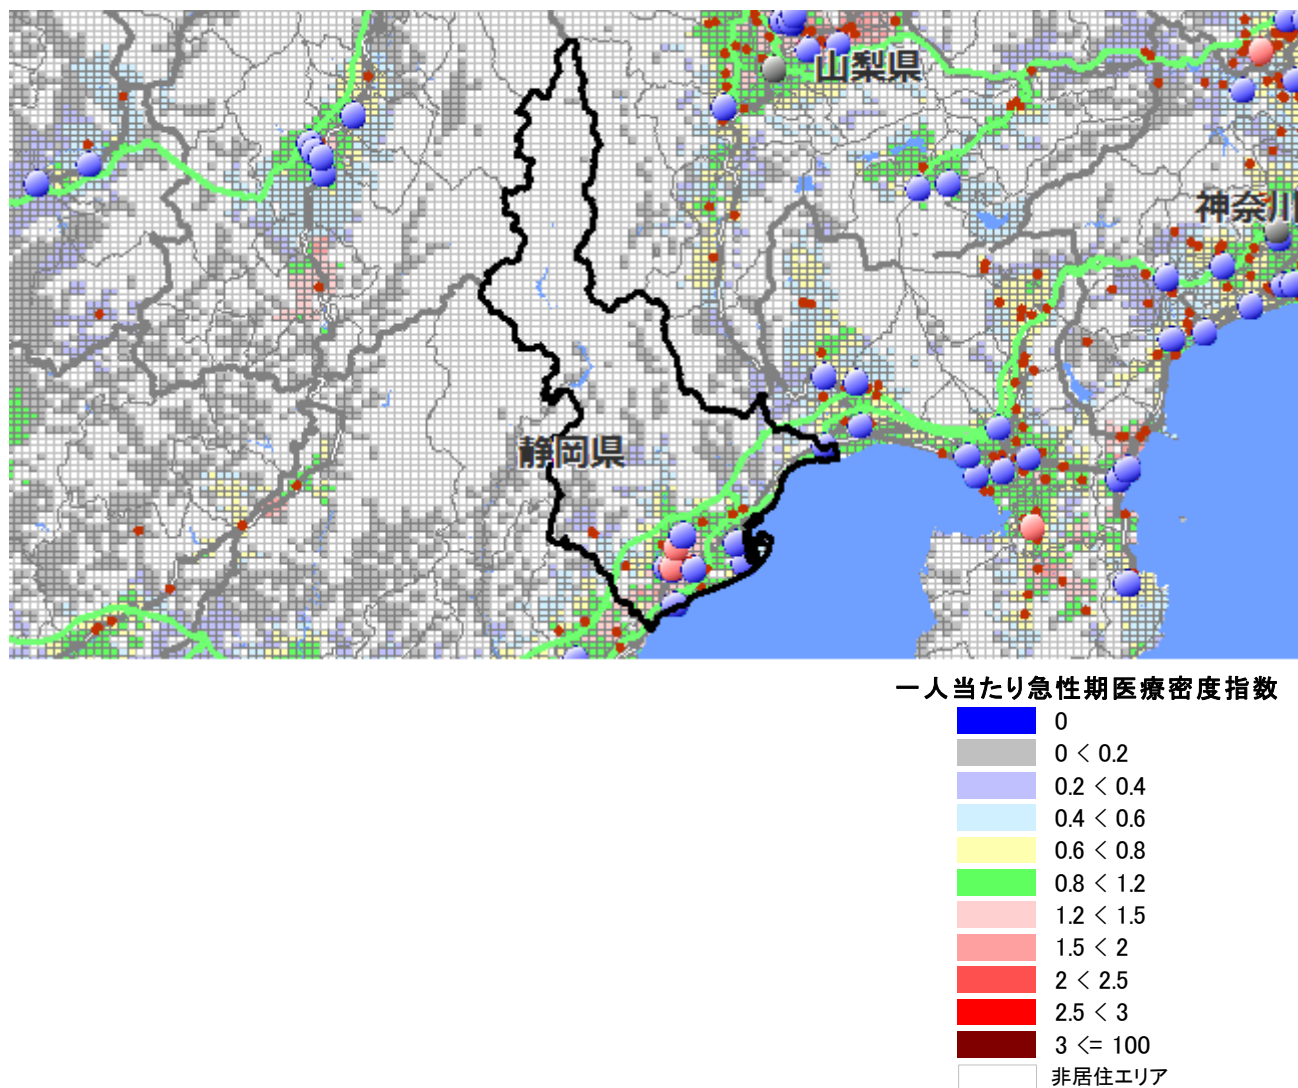 山梨県
神奈川
静岡県
一人当たり急性期医療密度指数
0
0 < 0.2
0.2 < 0.4
0.4 < 0.6
0.6 < 0.8
0.8 < 1.2
1.2 < 1.5
1.5 < 2
2 < 2.5
2.5 < 3
3 <= 100
非居住エリア